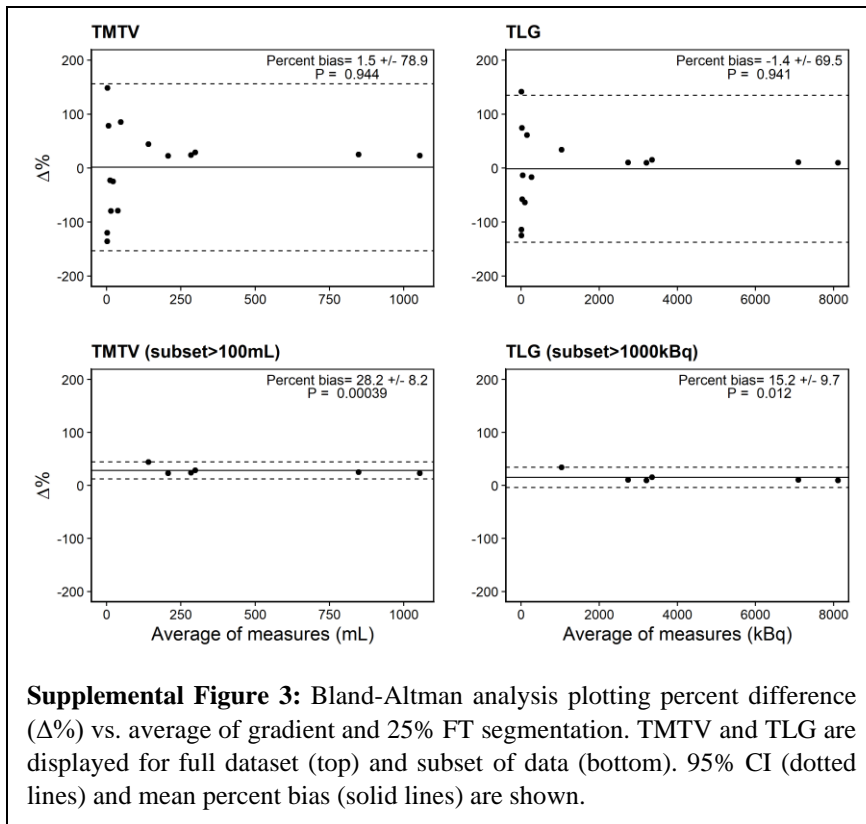 TMTV
Percent bias= 1.5 +/- 78.9
P = 0.944
200
100
0
-100
-200
Δ%
0
250
500
750
1000
TLG
Percent bias= -1.4 +/- 69.5
P = 0.941
200
100
0
-100
-200
0
2000
4000
6000
8000
TMTV (subset>100mL)
Percent bias= 28.2 +/- 8.2
P = 0.00039
200
100
0
-100
-200
Δ%
0
250
500
750
1000
Average of measures (mL)
TLG (subset>1000kBq)
Percent bias= 15.2 +/- 9.7
P = 0.012
200
100
0
-100
-200
0
2000
4000
6000
8000
Average of measures (kBq)
Supplemental Figure 3: Bland-Altman analysis plotting percent difference
(Δ%) vs. average of gradient and 25% FT segmentation. TMTV and TLG are
displayed for full dataset (top) and subset of data (bottom). 95% CI (dotted
lines) and mean percent bias (solid lines) are shown.